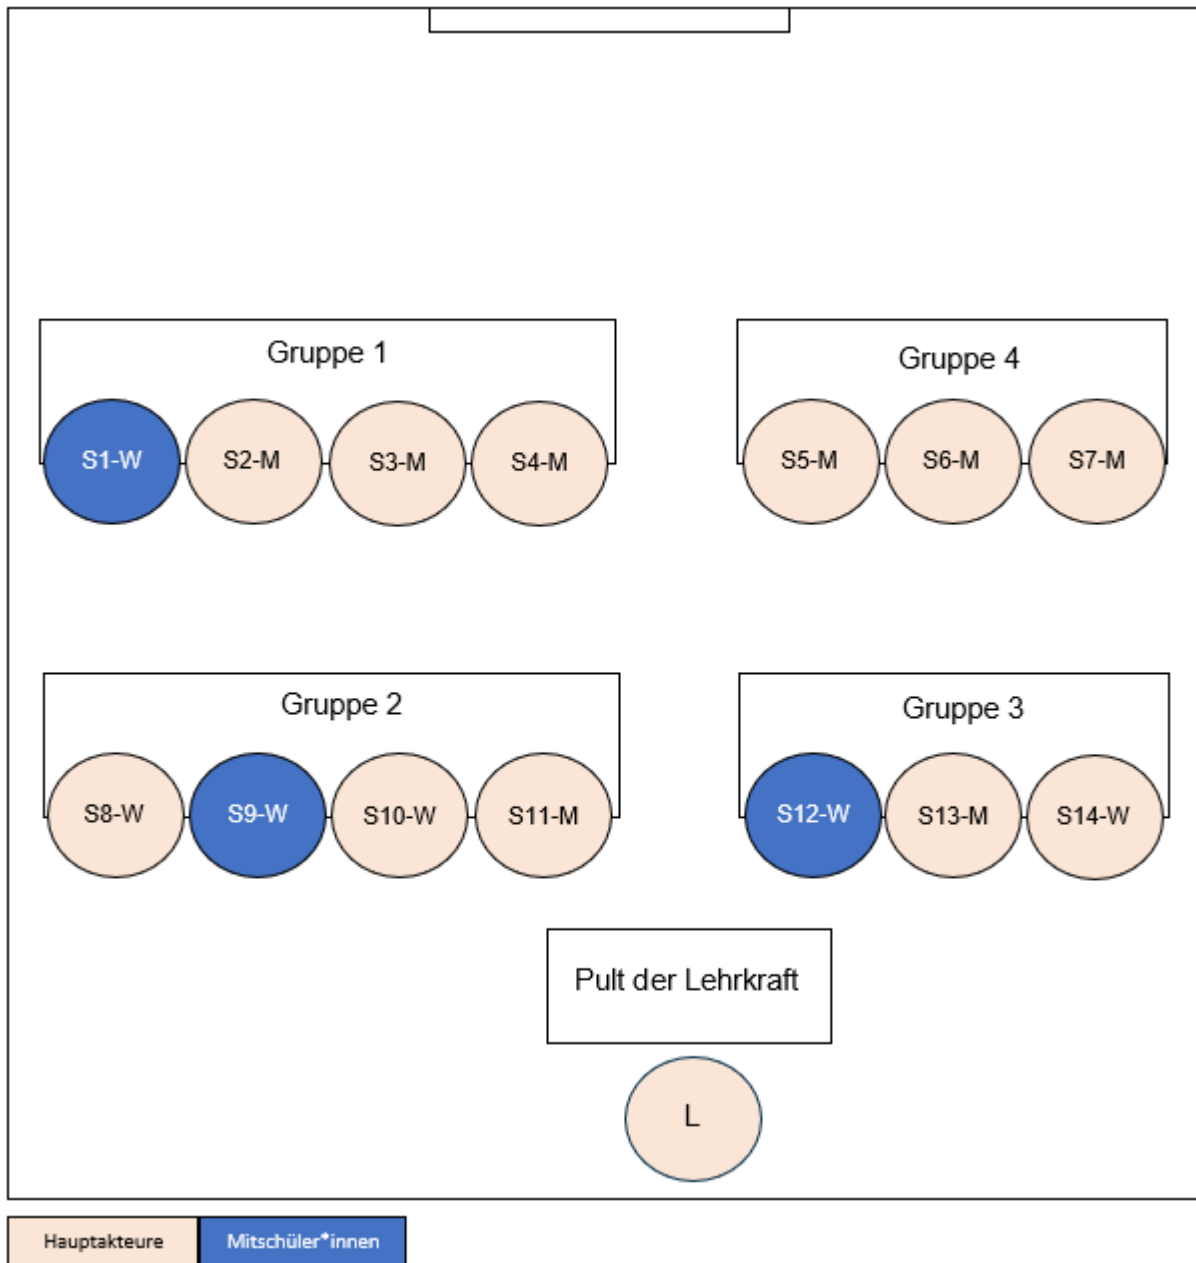 Gruppe 1
S1-W
S2-M
S3-M
S4-M
Gruppe 4
S5-M
S6-M
S7-M
Gruppe 2
S8-W
S9-W
S10-W
S11-M
Gruppe 3
S12-W
S13-M
S14-W
Pult der Lehrkraft
L
Hauptakteure
Mitschüler*innen